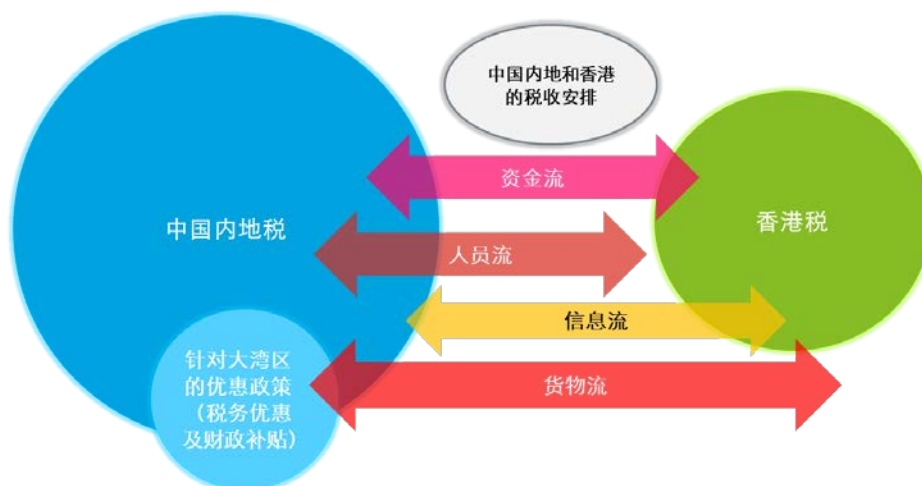 中国内地和香港
的税收安排
资金流
中国内地税
香港税
人员流
信息流
针对大湾区
的优惠政策
（税务优惠
及财政补贴）
货物流